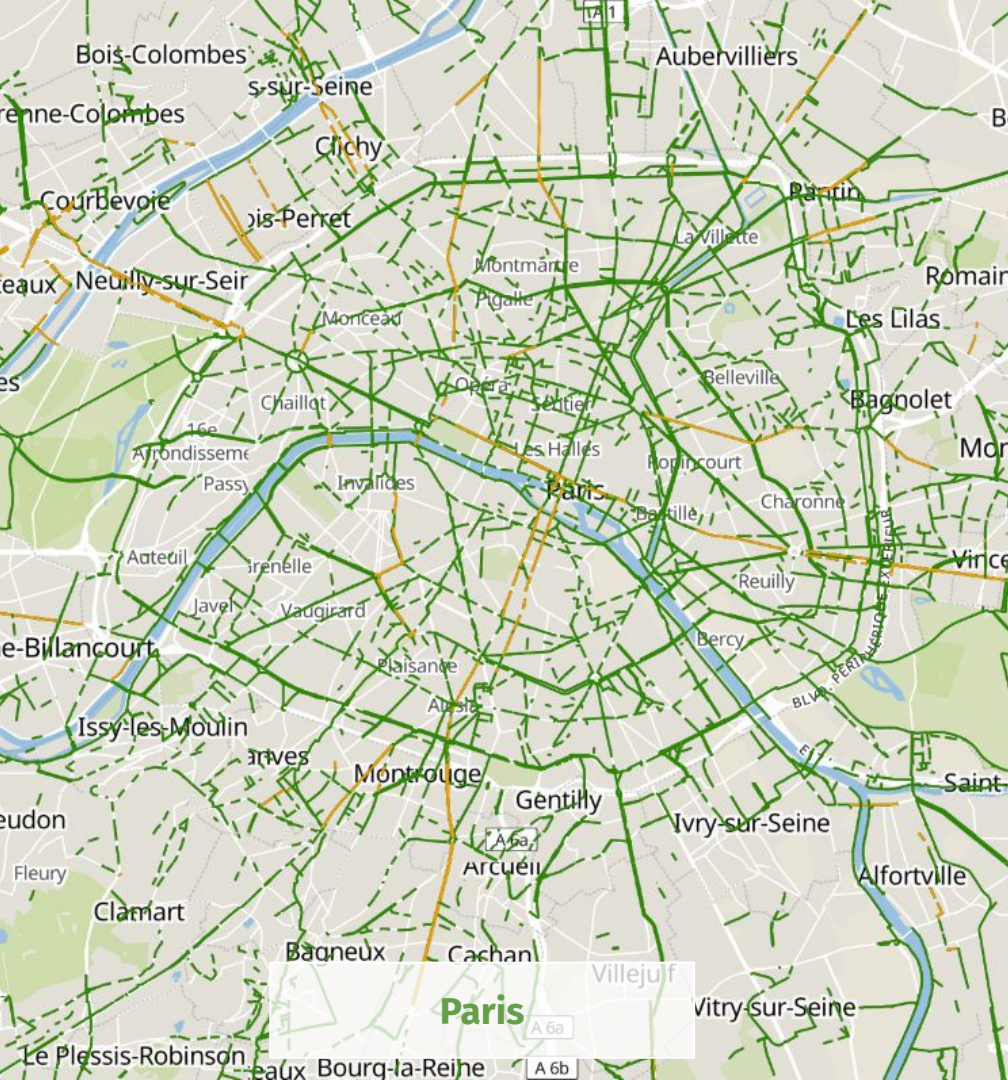 A 1
Bois-Colombes
Aubervilliers
s-sur-Seine
renne-Colombes
B
Clichy
Courbevoie
Pantin
ois-Perret
La Villette
Montmartre
teaux
Neuilly-sur-Seir
Romain
Pigalle
Monceau
Les Lilas
es
Belleville
Opéra
Chaillot
Sentier
Bagnolet
16e
Arrondisseme
Les Halles
Mon
Popincourt
Passy
Invalides
Paris
Charonne
Bastille
Auteuil
Grenelle
Vince
Reuilly
Javel
Vaugirard
BLVD. PÉRIPHÉRIQUE EXTÉRIEUR
Bercy
e-Billancourt
Plaisance
Alésia
Issy-les-Moulin
anves
Montrouge
Saint-
Gentilly
eudon
Ivry-sur-Seine
A 6a
Arcueil
Fleury
Alfortville
Clamart
Bagneux
Cachan
Villejuif
Paris
Vitry-sur-Seine
A 6a
Le Plessis-Robinson
eaux
Bourg-la-Reine
A 6b